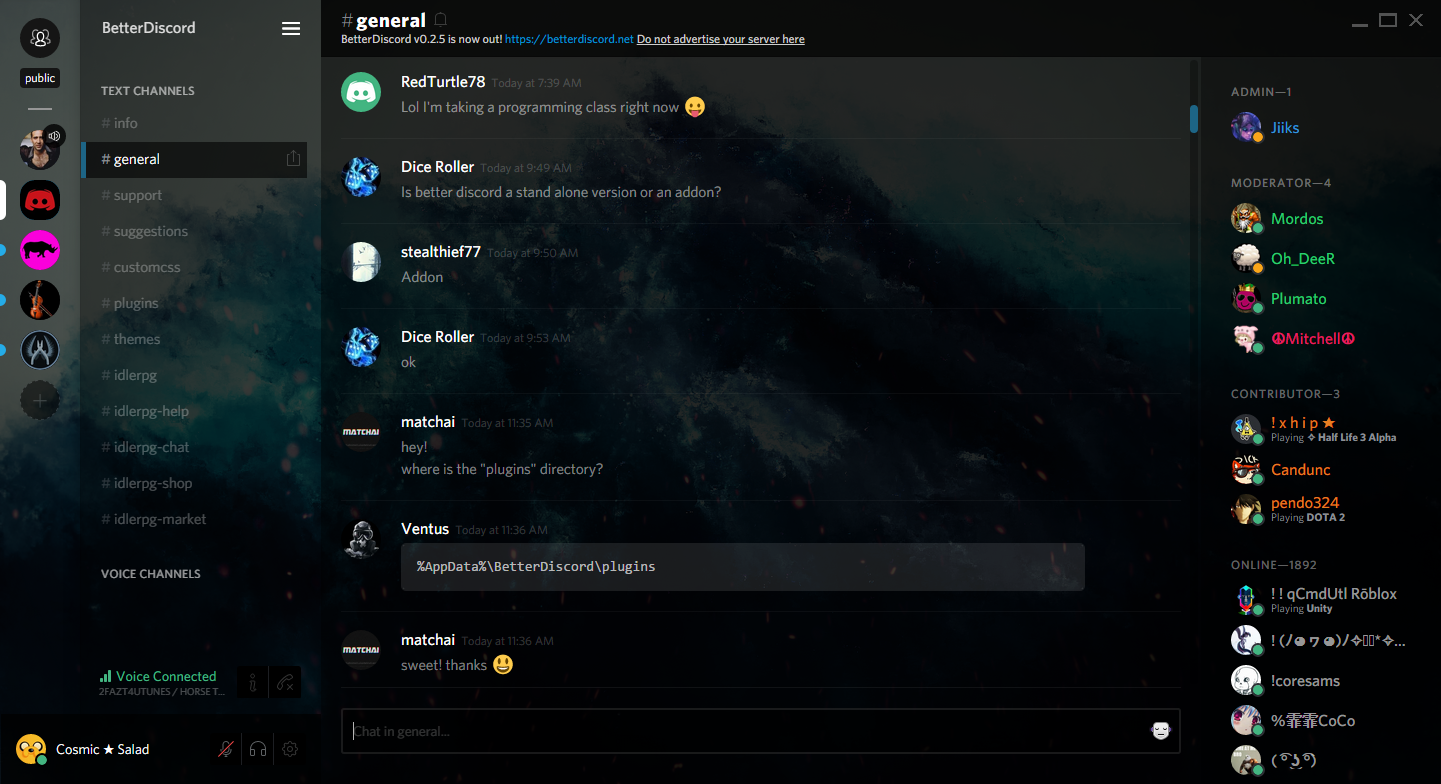 public
BetterDiscord
TEXT CHANNELS
# info
# general
# support
# suggestions
# customcss
# plugins
# themes
# idlerpg
# idlerpg-help
# idlerpg-chat
# idlerpg-shop
# idlerpg-market
VOICE CHANNELS
Voice Connected
2FAZT4UTUNES / HORSE T...
Cosmic ★ Salad
#general
BetterDiscord v0.2.5 is now out! https://betterdiscord.net Do not advertise your server here
RedTurtle78 Today at 7:39 AM
Lol I'm taking a programming class right now 😛
Dice Roller Today at 9:49 AM
Is better discord a stand alone version or an addon?
stealthief77 Today at 9:50 AM
Addon
Dice Roller Today at 9:53 AM
ok
MATCHAI
matchai Today at 11:35 AM
hey!
where is the "plugins" directory?
Ventus Today at 11:36 AM
%AppData%\BetterDiscord\plugins
MATCHAI
matchai Today at 11:36 AM
sweet! thanks 😃
Chat in general...
ADMIN—1
Jiiks
MODERATOR—4
Mordos
Oh_DeeR
Plumato
☮Mitchell☮
CONTRIBUTOR—3
! x h i p ★
Playing ✧ Half Life 3 Alpha
Candunc
pendo324
Playing DOTA 2
ONLINE—1892
! ! qCmdUtl Rōblox
Playing Unity
!coresams
%霏霏CoCo
( ͡° ͜ʖ ͡°)